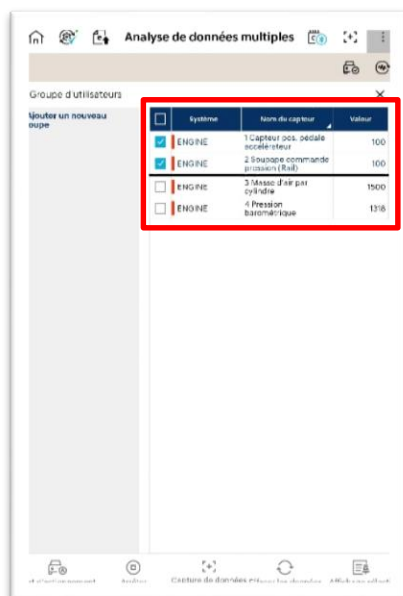 Analyse de données multiples
Groupe d'utilisateurs
Ajouter un nouveau
oupe
Système Nom du capteur Valeur
ENGINE 1 Capteur pos. pédale
accélérateur 100
ENGINE 2 Soupape commande
pression (Rail) 100
ENGINE 3 Masse d'air par
cylindre 1500
ENGINE 4 Pression
barométrique 1318
Capture de données